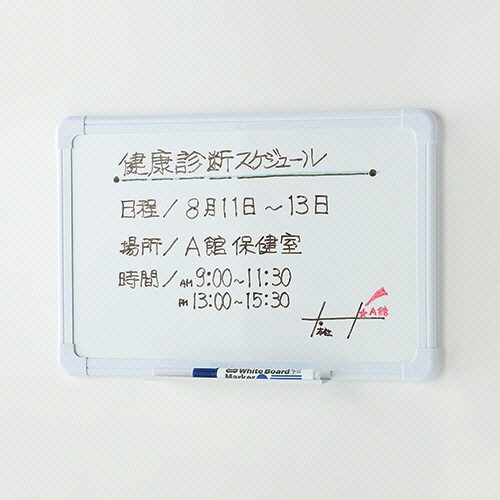 健康診断スケジュール
日程/8月11日~13日
場所/A館 保健室
時間/AM 9:00~11:30
PM 13:00~15:30
★A館
本社
White Board
Marker